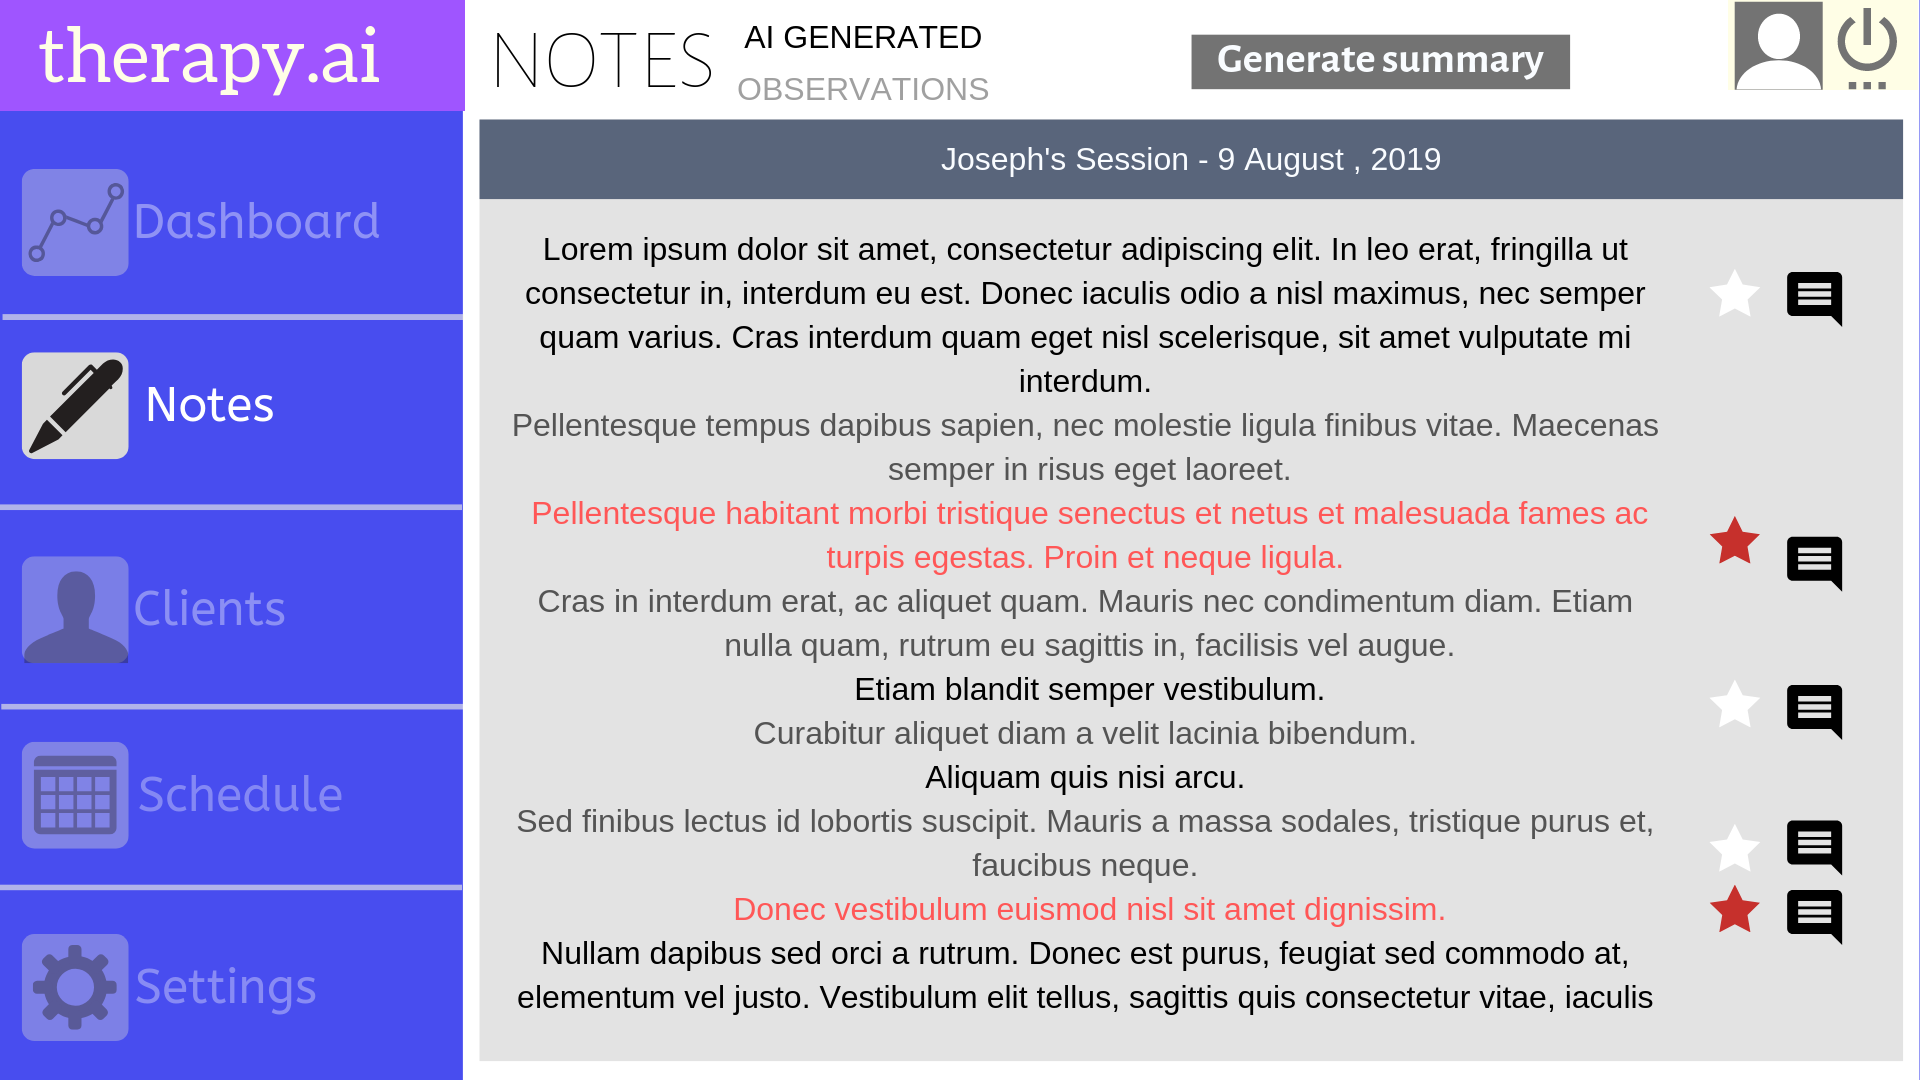 therapy.ai
NOTES
AI GENERATED
OBSERVATIONS
Generate summary
Dashboard
Notes
Clients
Schedule
Settings
Joseph's Session - 9 August , 2019
Lorem ipsum dolor sit amet, consectetur adipiscing elit. In leo erat, fringilla ut
consectetur in, interdum eu est. Donec iaculis odio a nisl maximus, nec semper
quam varius. Cras interdum quam eget nisl scelerisque, sit amet vulputate mi
interdum.
Pellentesque tempus dapibus sapien, nec molestie ligula finibus vitae. Maecenas
semper in risus eget laoreet.
Pellentesque habitant morbi tristique senectus et netus et malesuada fames ac
turpis egestas. Proin et neque ligula.
Cras in interdum erat, ac aliquet quam. Mauris nec condimentum diam. Etiam
nulla quam, rutrum eu sagittis in, facilisis vel augue.
Etiam blandit semper vestibulum.
Curabitur aliquet diam a velit lacinia bibendum.
Aliquam quis nisi arcu.
Sed finibus lectus id lobortis suscipit. Mauris a massa sodales, tristique purus et,
faucibus neque.
Donec vestibulum euismod nisl sit amet dignissim.
Nullam dapibus sed orci a rutrum. Donec est purus, feugiat sed commodo at,
elementum vel justo. Vestibulum elit tellus, sagittis quis consectetur vitae, iaculis